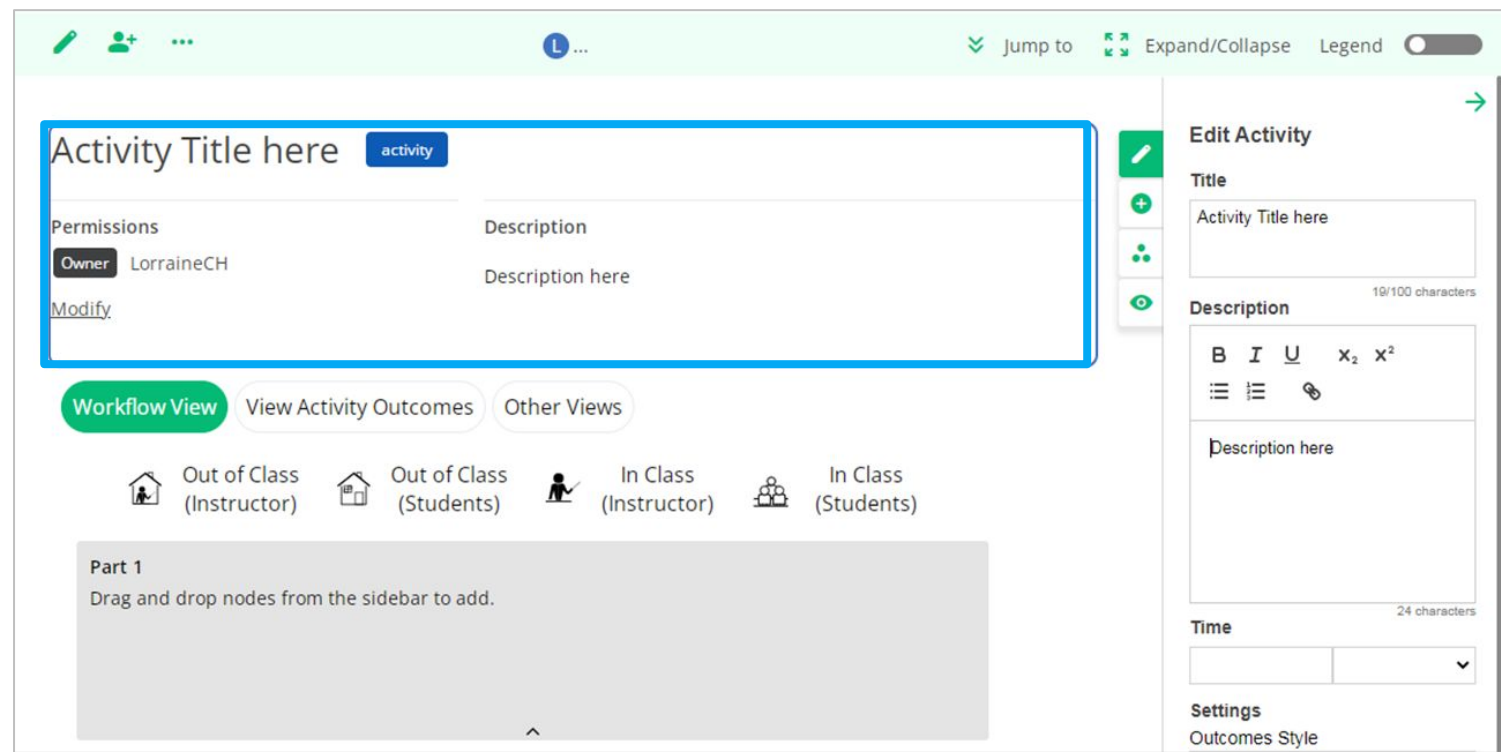 L ...
Jump to
Expand/Collapse
Legend
Activity Title here
activity
Permissions
Owner LorraineCH
Modify
Description
Description here
Workflow View
View Activity Outcomes
Other Views
Out of Class
(Instructor)
Out of Class
(Students)
In Class
(Instructor)
In Class
(Students)
Part 1
Drag and drop nodes from the sidebar to add.
Edit Activity
Title
Activity Title here
19/100 characters
Description
B I U X₂ X²
Description here
24 characters
Time
Settings
Outcomes Style